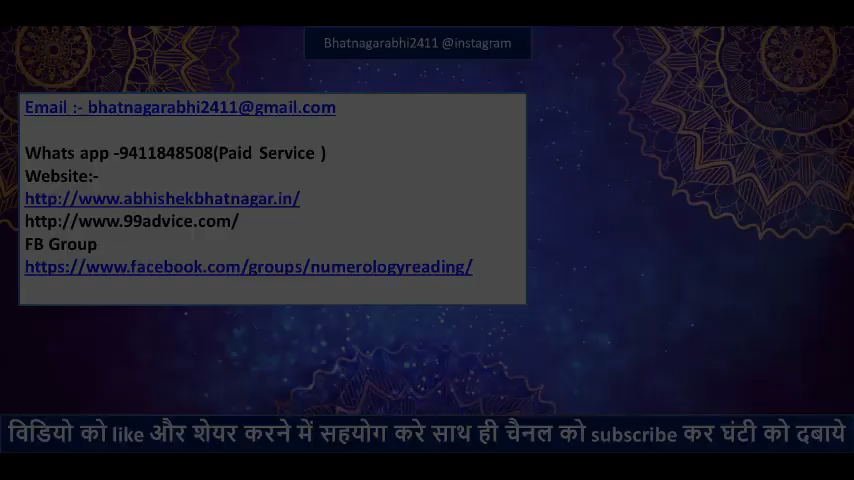 Bhatnagarabhi2411 @instagram
Email :- bhatnagarabhi2411@gmail.com
Whats app -9411848508(Paid Service )
Website:-
http://www.abhishekbhatnagar.in/
http://www.99advice.com/
FB Group
https://www.facebook.com/groups/numerologyreading/
विडियो को like और शेयर करने में सहयोग करे साथ ही चैनल को subscribe कर घंटी को दबाये